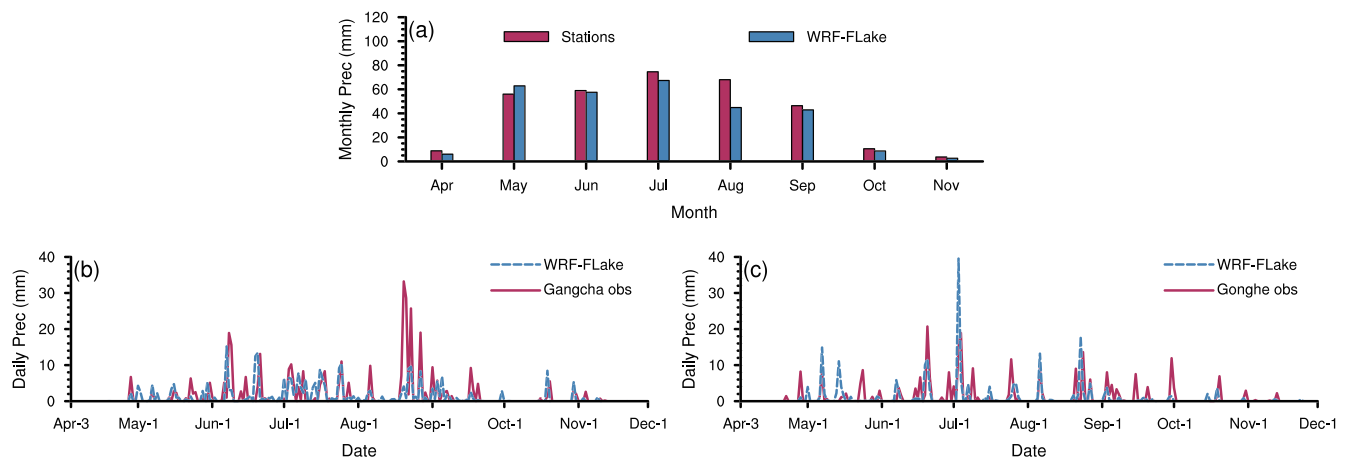 (a)
Stations
WRF-FLake
Monthly Prec (mm)
120
100
80
60
40
20
0
Apr May Jun Jul Aug Sep Oct Nov
Month
(b)
WRF-FLake
Gangcha obs
Daily Prec (mm)
40
30
20
10
0
Apr-3 May-1 Jun-1 Jul-1 Aug-1 Sep-1 Oct-1 Nov-1 Dec-1
Date
(c)
WRF-FLake
Gonghe obs
Daily Prec (mm)
40
30
20
10
0
Apr-3 May-1 Jun-1 Jul-1 Aug-1 Sep-1 Oct-1 Nov-1 Dec-1
Date